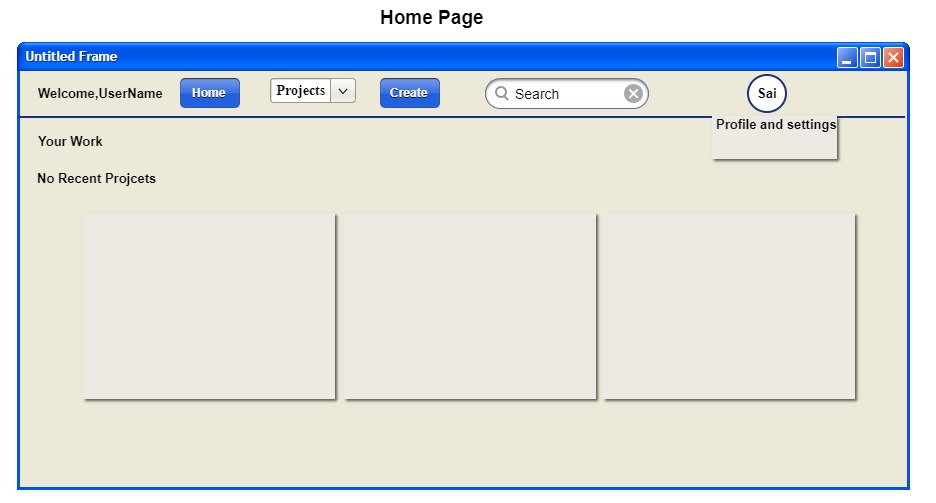 Home Page
Untitled Frame
Welcome,UserName
Home
Projects
Create
Search
Sai
Profile and settings
Your Work
No Recent Projcets